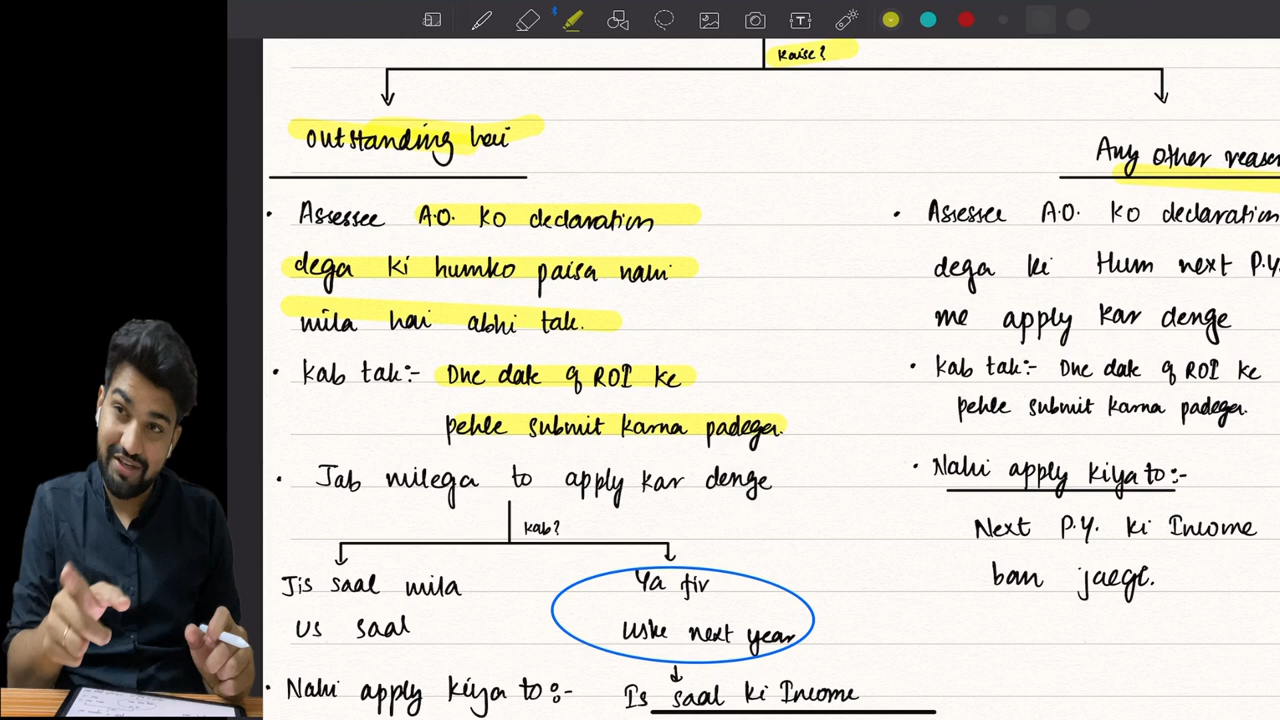 Kaise?
Outstanding hai
• Assessee A.O. ko declaration
dega ki humko paisa nahi
mila hai abhi tak.
• Kab tak:- Due date of ROI ke
pehle submit karna padega.
• Jab milega to apply kar denge
Kab?
Jis saal mila
us saal
Ya fir
uske next year
• Nahi apply kiya to:- Is saal ki Income
Any other reason
• Assessee A.O. ko declaration
dega ki Hum next P.Y.
me apply kar denge
• Kab tak:- Due date of ROI ke
pehle submit karna padega.
• Nahi apply kiya to:-
Next P.Y. ki Income
ban jaegi.